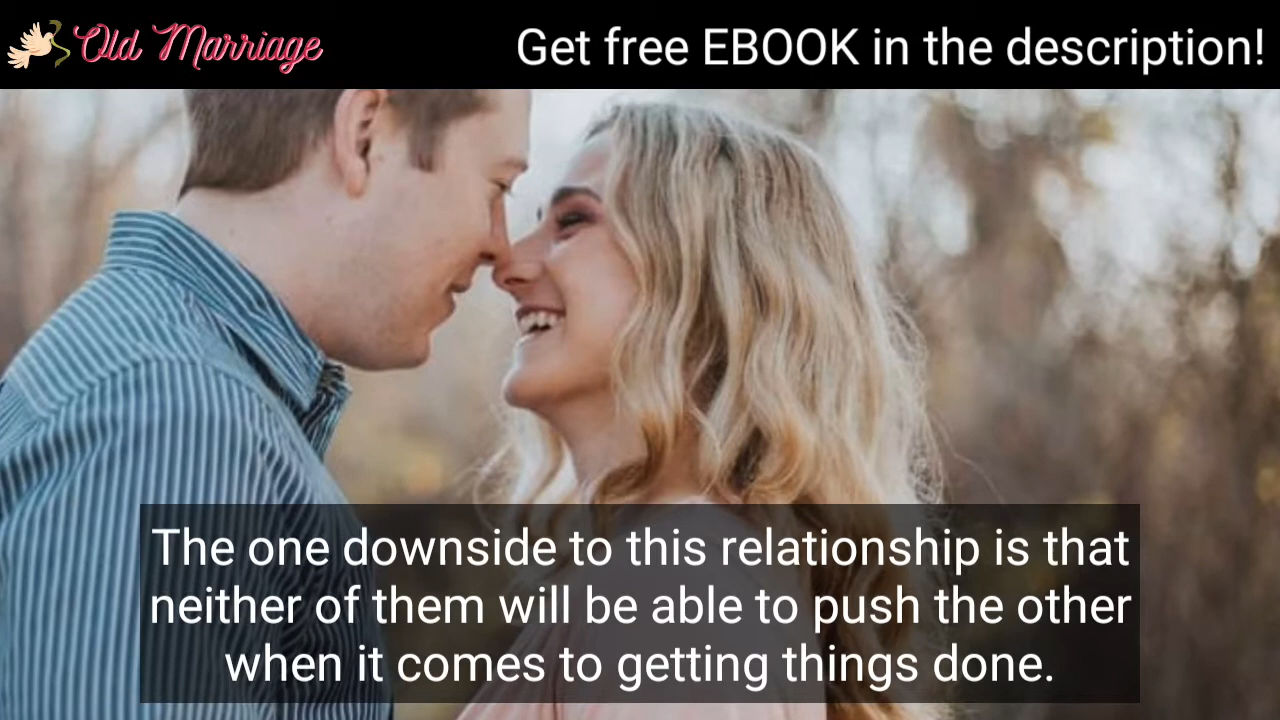 Old Marriage
Get free EBOOK in the description!
The one downside to this relationship is that
neither of them will be able to push the other
when it comes to getting things done.